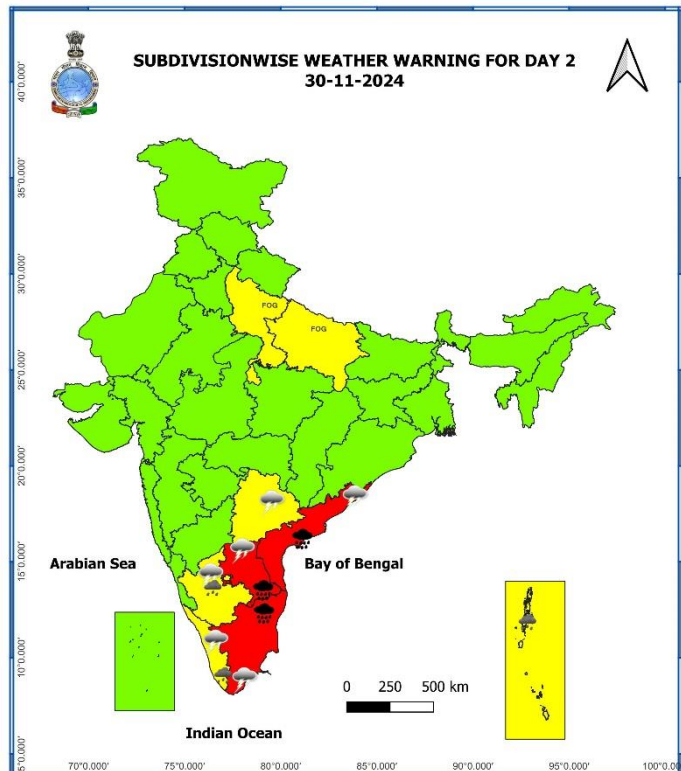 SUBDIVISIONWISE WEATHER WARNING FOR DAY 2
30-11-2024
40°0.000'
35°0.000'
30°0.000'
25°0.000'
20°0.000'
15°0.000'
10°0.000'
5°0.000'
FOG
FOG
Arabian Sea
Bay of Bengal
0 250 500 km
Indian Ocean
70°0.000' 75°0.000' 80°0.000' 85°0.000' 90°0.000' 95°0.000' 100°0.000